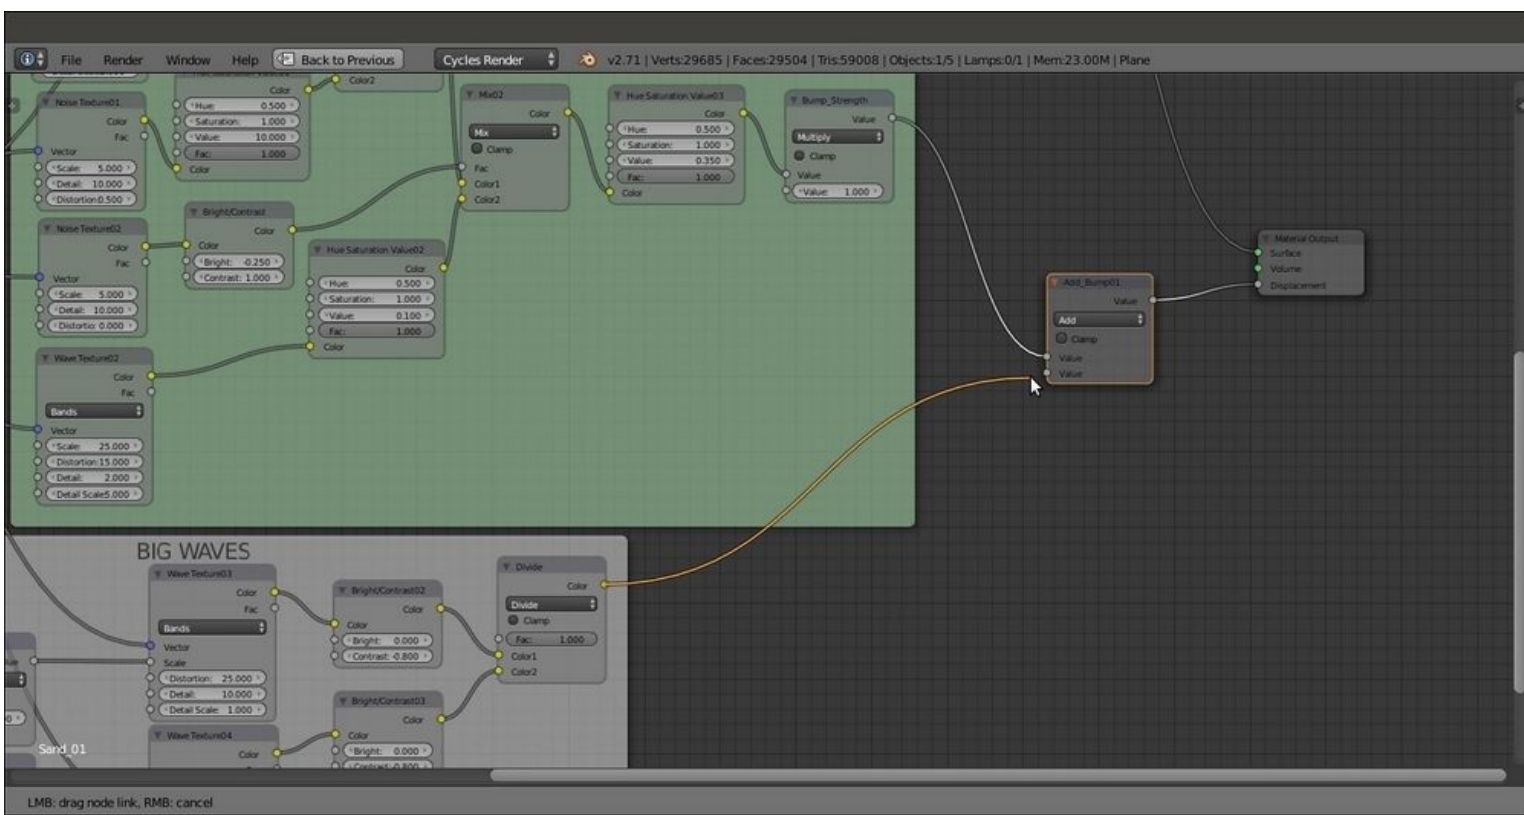 File Render Window Help Back to Previous Cycles Render v2.71 | Verts:29685 | Faces:29504 | Tris:59008 | Objects:1/5 | Lamps:0/1 | Mem:23.00M | Plane
Color2
Color
Hue: 0.500
Saturation: 1.000
Value: 10.000
Fac: 1.000
Color
Noise Texture01
Color
Fac
Vector
Scale: 5.000
Detail: 10.000
Distortion:0.500
Mix02
Color
Mix
Clamp
Fac
Color1
Color2
Hue Saturation Value03
Color
Hue: 0.500
Saturation: 1.000
Value: 0.350
Fac: 1.000
Color
Bump_Strength
Value
Multiply
Clamp
Value
Value: 1.000
Noise Texture02
Color
Fac
Vector
Scale: 5.000
Detail: 10.000
Distortio: 0.000
Bright/Contrast
Color
Color
Bright: -0.250
Contrast: 1.000
Hue Saturation Value02
Color
Hue: 0.500
Saturation: 1.000
Value: 0.100
Fac: 1.000
Color
Material Output
Surface
Volume
Displacement
Add_Bump01
Value
Add
Clamp
Value
Value
Wave Texture02
Color
Fac
Bands
Vector
Scale: 25.000
Distortion:15.000
Detail: 2.000
Detail Scale5.000
BIG WAVES
Wave Texture03
Color
Fac
Bands
Vector
Scale
Distortion: 25.000
Detail: 10.000
Detail Scale: 1.000
Bright/Contrast02
Color
Color
Bright: 0.000
Contrast: -0.800
Divide
Color
Divide
Clamp
Fac: 1.000
Color1
Color2
Bright/Contrast03
Color
Color
Bright: 0.000
Contrast: -0.800
Wave Texture04
Color
Sand_01
LMB: drag node link, RMB: cancel